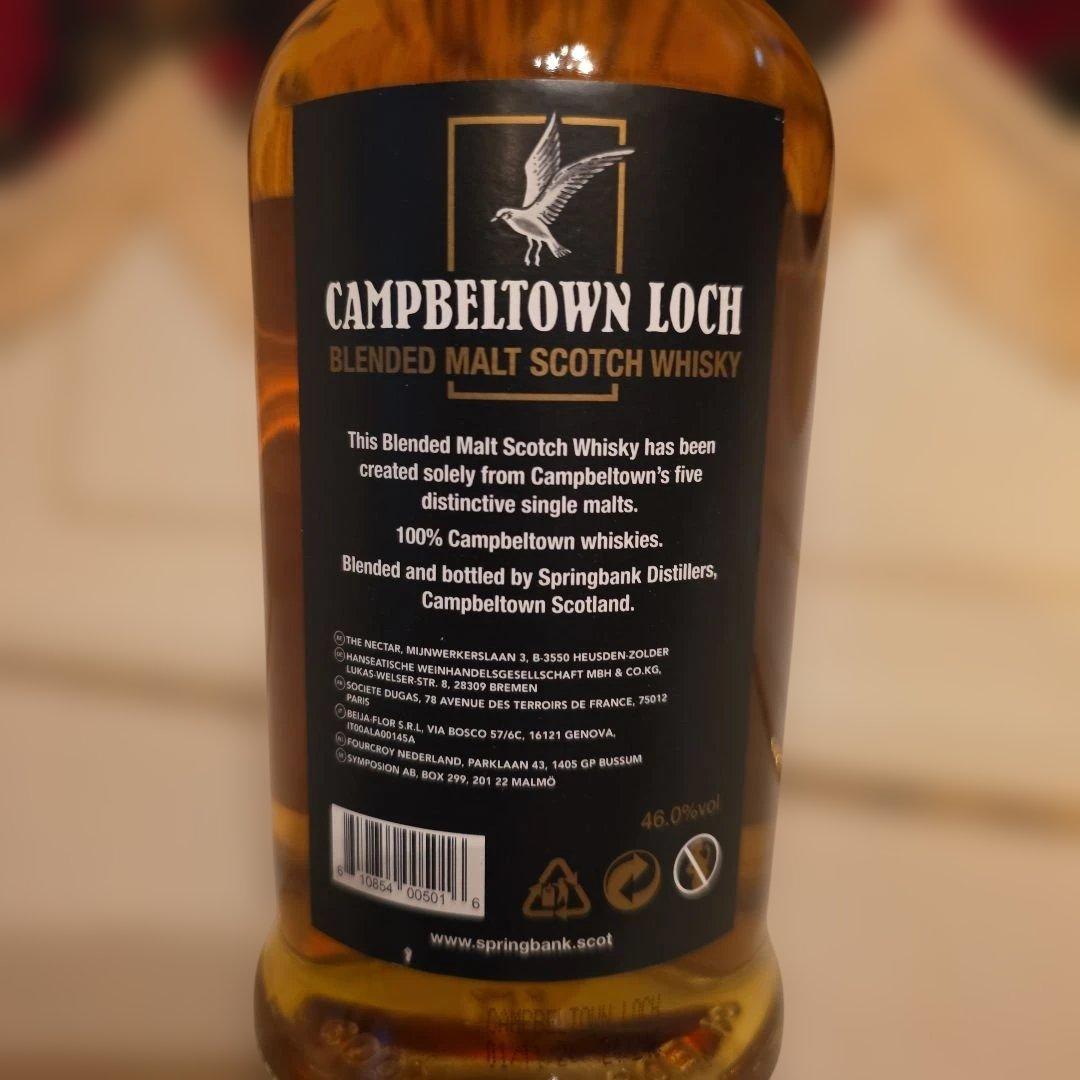 CAMPBELTOWN LOCH
BLENDED MALT SCOTCH WHISKY
This Blended Malt Scotch Whisky has been
created solely from Campbeltown's five
distinctive single malts.
100% Campbeltown whiskies.
Blended and bottled by Springbank Distillers,
Campbeltown Scotland.
THE NECTAR, MIJNWERKERSLAAN 3, B-3550 HEUSDEN-ZOLDER
HANSEATISCHE WEINHANDELSGESELLSCHAFT MBH & CO.KG,
LUKAS-WELSER-STR. 8, 28309 BREMEN
SOCIETE DUGAS, 78 AVENUE DES TERROIRS DE FRANCE, 75012
PARIS
BEIJA-FLOR S.R.L, VIA BOSCO 57/6C, 16121 GENOVA,
IT00ALA00145A
FOURCROY NEDERLAND, PARKLAAN 43, 1405 GP BUSSUM
SYMPOSION AB, BOX 299, 201 22 MALMÖ
46.0%vol
6 10854 00501 6
www.springbank.scot
CAMPBELTOWN LOCH